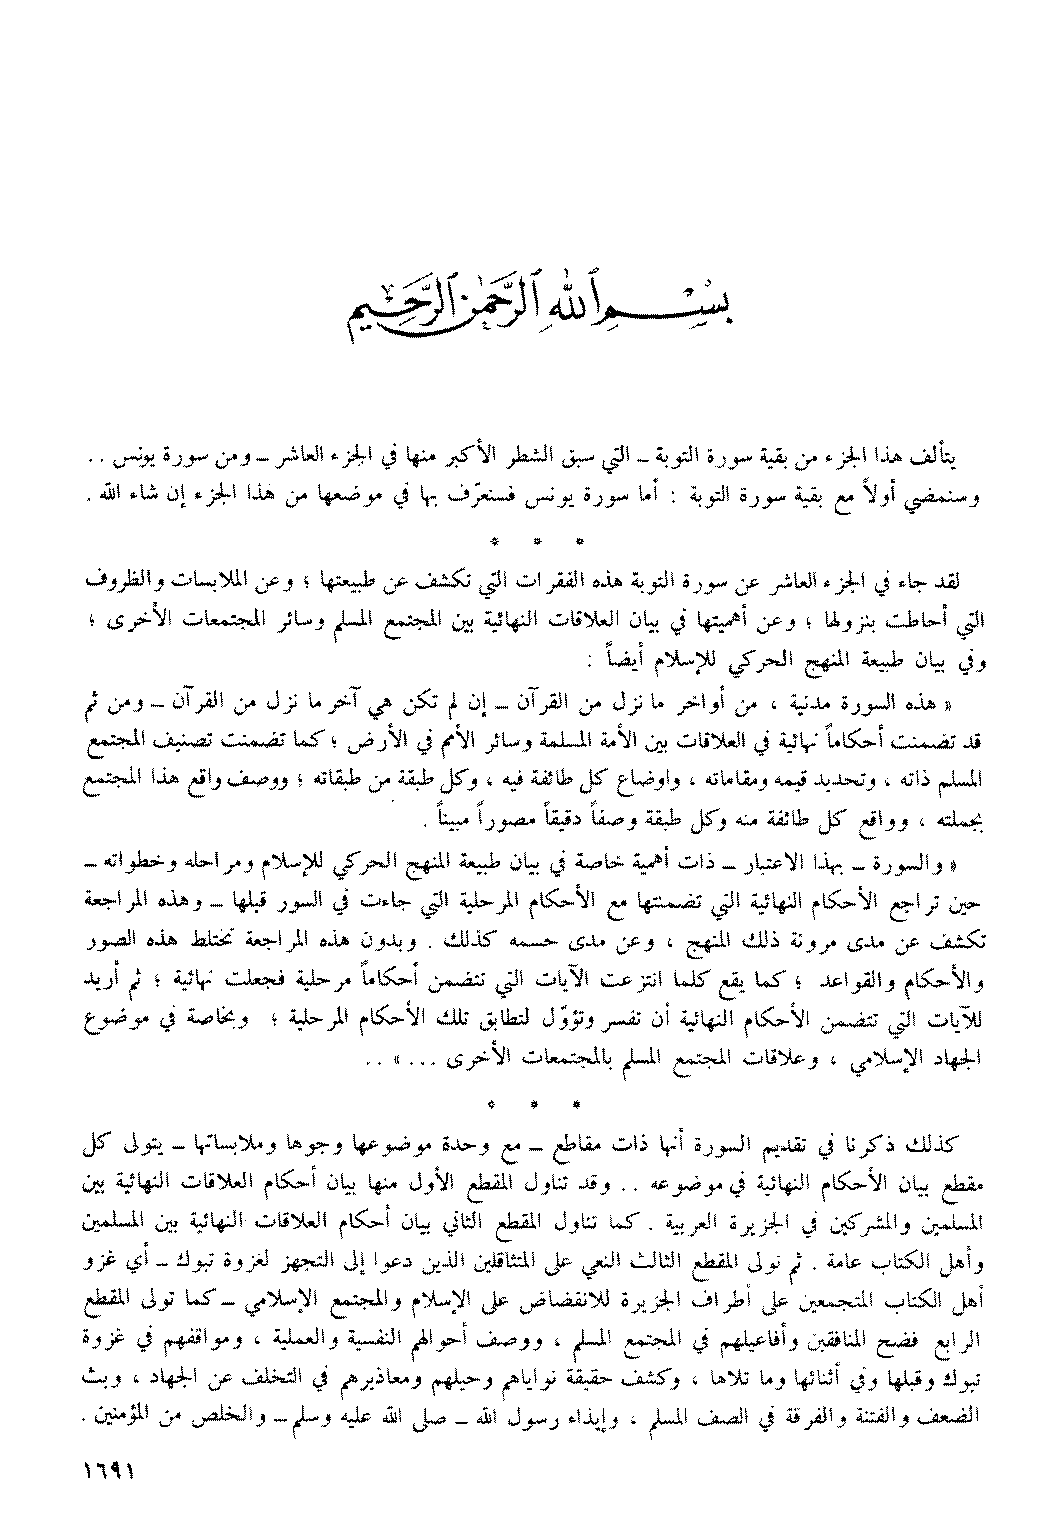 بسم الله الرحمن الرحيم
يتألف هذا الجزء من بقية سورة التوبة ــ التي سبق الشطر الأكبر منها في الجزء العاشر ــ ومن سورة يونس . .
وسنمضي أولاً مع بقية سورة التوبة : أما سورة يونس فسنعرّف بها في موضعها من هذا الجزء إن شاء الله .
* * *
لقد جاء في الجزء العاشر عن سورة التوبة هذه الفقرات التي تكشف عن طبيعتها ؛ وعن الملابسات والظروف
التي أحاطت بنزولها ؛ وعن أهميتها في بيان العلاقات النهائية بين المجتمع المسلم وسائر المجتمعات الأخرى ؛
وفي بيان طبيعة المنهج الحركي للإسلام أيضاً :
« هذه السورة مدنية ، من أواخر ما نزل من القرآن ــ إن لم تكن هي آخر ما نزل من القرآن ــ ومن ثم
قد تضمنت أحكاماً نهائية في العلاقات بين الأمة المسلمة وسائر الأمم في الأرض ؛ كما تضمنت تصنيف المجتمع
المسلم ذاته ، وتحديد قيمه ومقاماته ، واوضاع كل طائفة فيه ، وكل طبقة من طبقاته ؛ ووصف واقع هذا المجتمع
بجملته ، وواقع كل طائفة منه وكل طبقة وصفاً دقيقاً مصوراً مبيناً .
« والسورة ــ بهذا الاعتبار ــ ذات أهمية خاصة في بيان طبيعة المنهج الحركي للإسلام ومراحله وخطواته ــ
حين تراجع الأحكام النهائية التي تضمنتها مع الأحكام المرحلية التي جاءت في السور قبلها ــ وهذه المراجعة
تكشف عن مدى مرونة ذلك المنهج ، وعن مدى حسمه كذلك . وبدون هذه المراجعة تختلط هذه الصور
والأحكام والقواعد ؛ كما يقع كلما انتزعت الآيات التي تتضمن أحكاماً مرحلية فجعلت نهائية ؛ ثم أريد
للآيات التي تتضمن الأحكام النهائية أن تفسر وتؤوّل لتطابق تلك الأحكام المرحلية ؛ وبخاصة في موضوع
الجهاد الإسلامي ، وعلاقات المجتمع المسلم بالمجتمعات الأخرى ... » . .
* * *
كذلك ذكرنا في تقديم السورة أنها ذات مقاطع ــ مع وحدة موضوعها وجوها وملابساتها ــ يتولى كل
مقطع بيان الأحكام النهائية في موضوعه . . وقد تناول المقطع الأول منها بيان أحكام العلاقات النهائية بين
المسلمين والمشركين في الجزيرة العربية . كما تناول المقطع الثاني بيان أحكام العلاقات النهائية بين المسلمين
وأهل الكتاب عامة . ثم تولى المقطع الثالث النعي على المتثاقلين الذين دعوا إلى التجهز لغزوة تبوك ــ أي غزو
أهل الكتاب المتجمعين على أطراف الجزيرة للانقضاض على الإسلام والمجتمع الإسلامي ــ كما تولى المقطع
الرابع فضح المنافقين وأفاعيلهم في المجتمع المسلم ، ووصف أحوالهم النفسية والعملية ، ومواقفهم في غزوة
تبوك وقبلها وفي أثنائها وما تلاها ، وكشف حقيقة نواياهم وحيلهم ومعاذيرهم في التخلف عن الجهاد ، وبث
الضعف والفتنة والفرقة في الصف المسلم ، وإيذاء رسول الله ــ صلى الله عليه وسلم ــ والخلص من المؤمنين .
١٦٩١